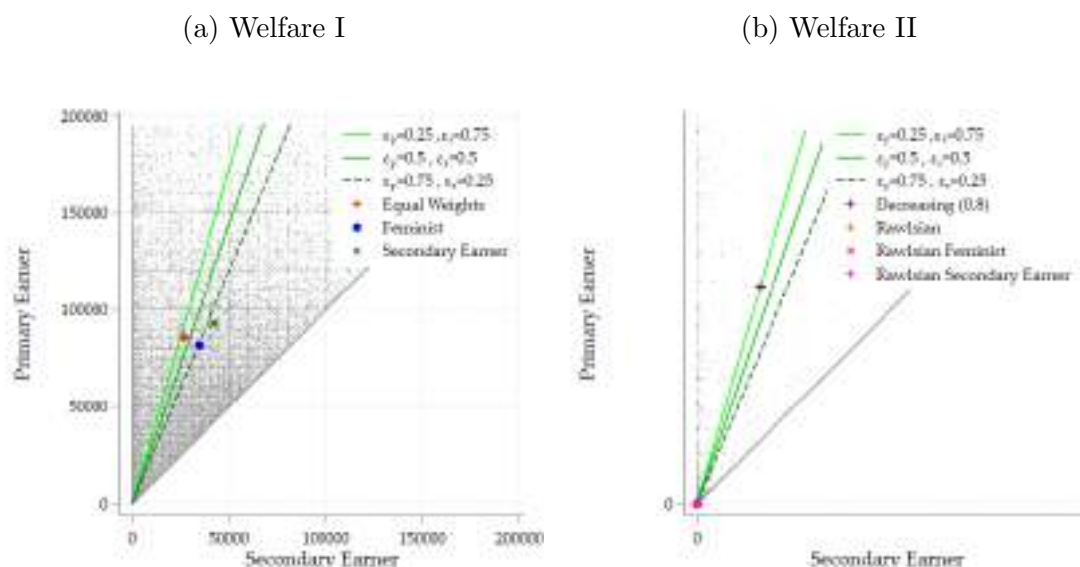 (a) Welfare I
(b) Welfare II
200000
150000
100000
50000
0
0
50000
100000
150000
200000
Primary Earner
Secondary Earner
Equal Weights
Feminist
Secondary Earner
0
0
Primary Earner
Secondary Earner
Decreasing (0.8)
Rawlsian
Rawlsian Feminist
Rawlsian Secondary Earner